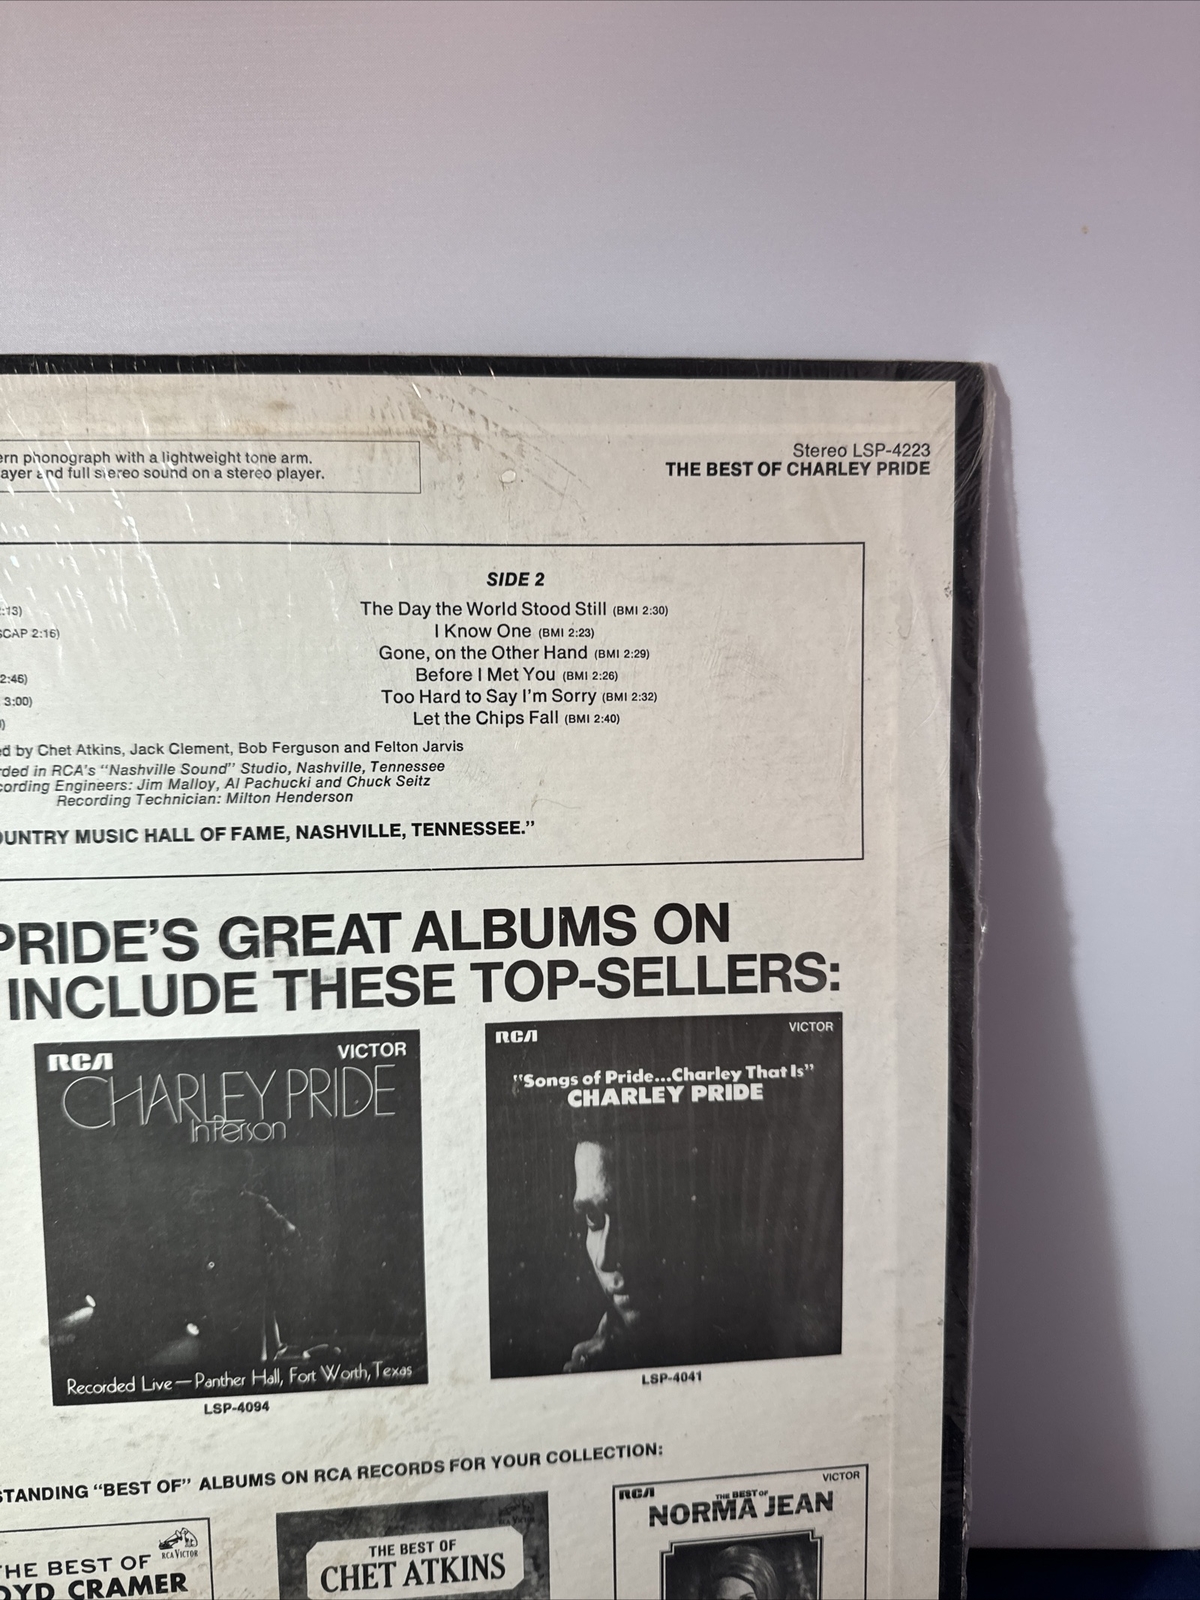 ern phonograph with a lightweight tone arm.
ayer and full stereo sound on a stereo player.
Stereo LSP-4223
THE BEST OF CHARLEY PRIDE
SIDE 2
:13)
The Day the World Stood Still (BMI 2:30)
SCAP 2:16)
I Know One (BMI 2:23)
Gone, on the Other Hand (BMI 2:29)
2:46)
Before I Met You (BMI 2:26)
3:00)
Too Hard to Say I'm Sorry (BMI 2:32)
Let the Chips Fall (BMI 2:40)
ed by Chet Atkins, Jack Clement, Bob Ferguson and Felton Jarvis
rded in RCA's "Nashville Sound" Studio, Nashville, Tennessee
cording Engineers: Jim Malloy, Al Pachucki and Chuck Seitz
Recording Technician: Milton Henderson
OUNTRY MUSIC HALL OF FAME, NASHVILLE, TENNESSEE."
PRIDE'S GREAT ALBUMS ON
INCLUDE THESE TOP-SELLERS:
RCA VICTOR
CHARLEY PRIDE
In Person
Recorded Live—Panther Hall, Fort Worth, Texas
LSP-4094
RCA VICTOR
"Songs of Pride...Charley That Is"
CHARLEY PRIDE
LSP-4041
STANDING "BEST OF" ALBUMS ON RCA RECORDS FOR YOUR COLLECTION:
RCA VICTOR
THE BEST OF
OYD CRAMER
THE BEST OF
CHET ATKINS
RCA VICTOR
THE BEST OF
NORMA JEAN